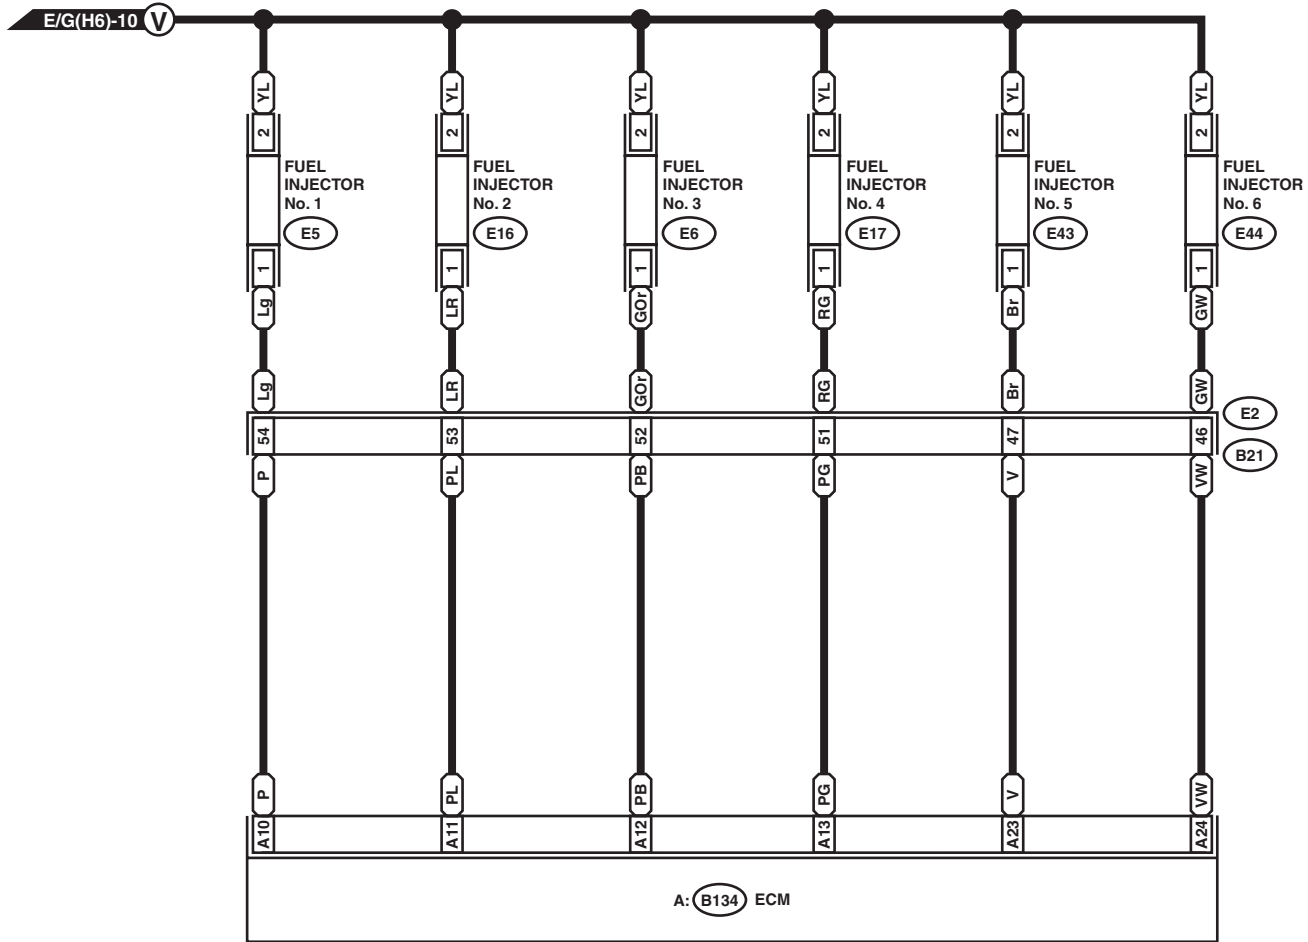 E/G(H6)-10 V
YL YL YL YL YL YL
2 2 2 2 2 2
FUEL
INJECTOR
No. 1
E5
FUEL
INJECTOR
No. 2
E16
FUEL
INJECTOR
No. 3
E6
FUEL
INJECTOR
No. 4
E17
FUEL
INJECTOR
No. 5
E43
FUEL
INJECTOR
No. 6
E44
1 1 1 1 1 1
Lg LR GOr RG Br GW
Lg LR GOr RG Br GW
E2
54 53 52 51 47 46
B21
P PL PB PG V VW
P PL PB PG V VW
A10 A11 A12 A13 A23 A24
A: B134 ECM